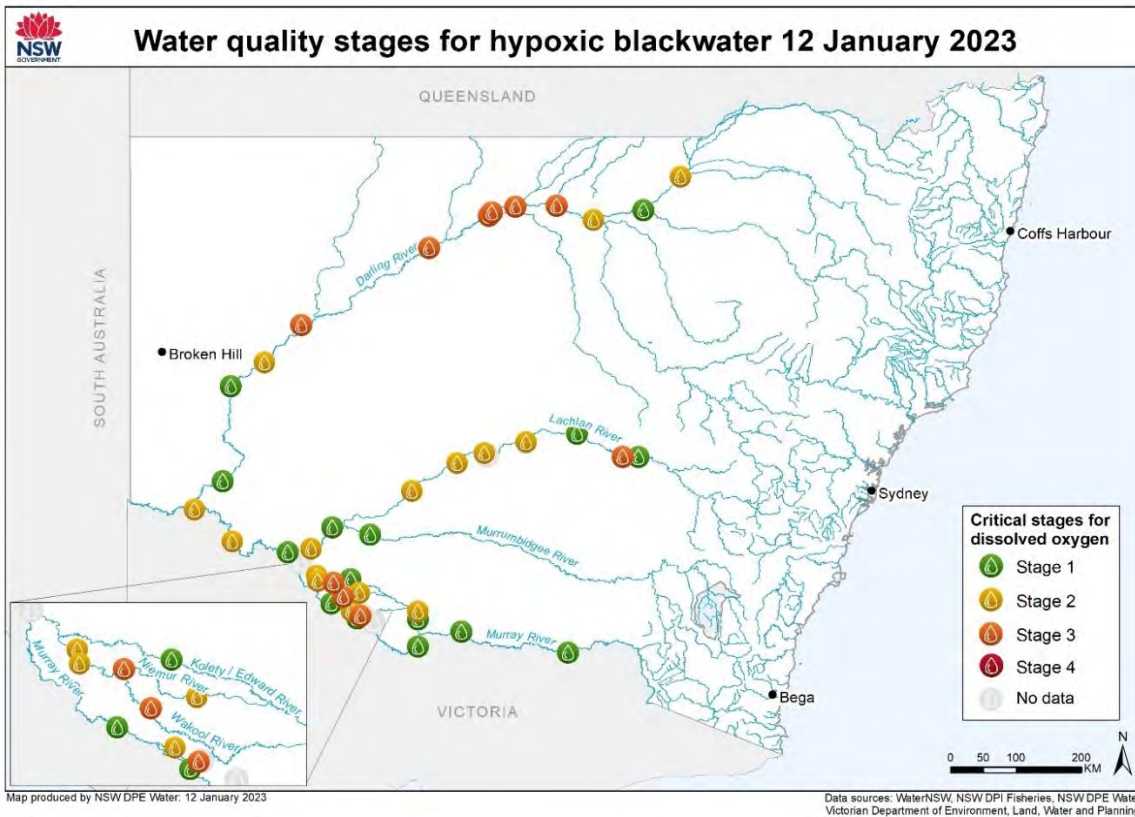 NSW
GOVERNMENT
Water quality stages for hypoxic blackwater 12 January 2023
QUEENSLAND
SOUTH AUSTRALIA
Coffs Harbour
Darling River
Broken Hill
Lachlan River
Sydney
Murrumbidgee River
Murray River
Bega
VICTORIA
Murray River
Kolety / Edward River
Niemur River
Wakool River
Critical stages for
dissolved oxygen
Stage 1
Stage 2
Stage 3
Stage 4
No data
N
0 50 100 200
KM
Map produced by NSW DPE Water: 12 January 2023
Data sources: WaterNSW, NSW DPI Fisheries, NSW DPE Wate
Victorian Department of Environment, Land, Water and Planning